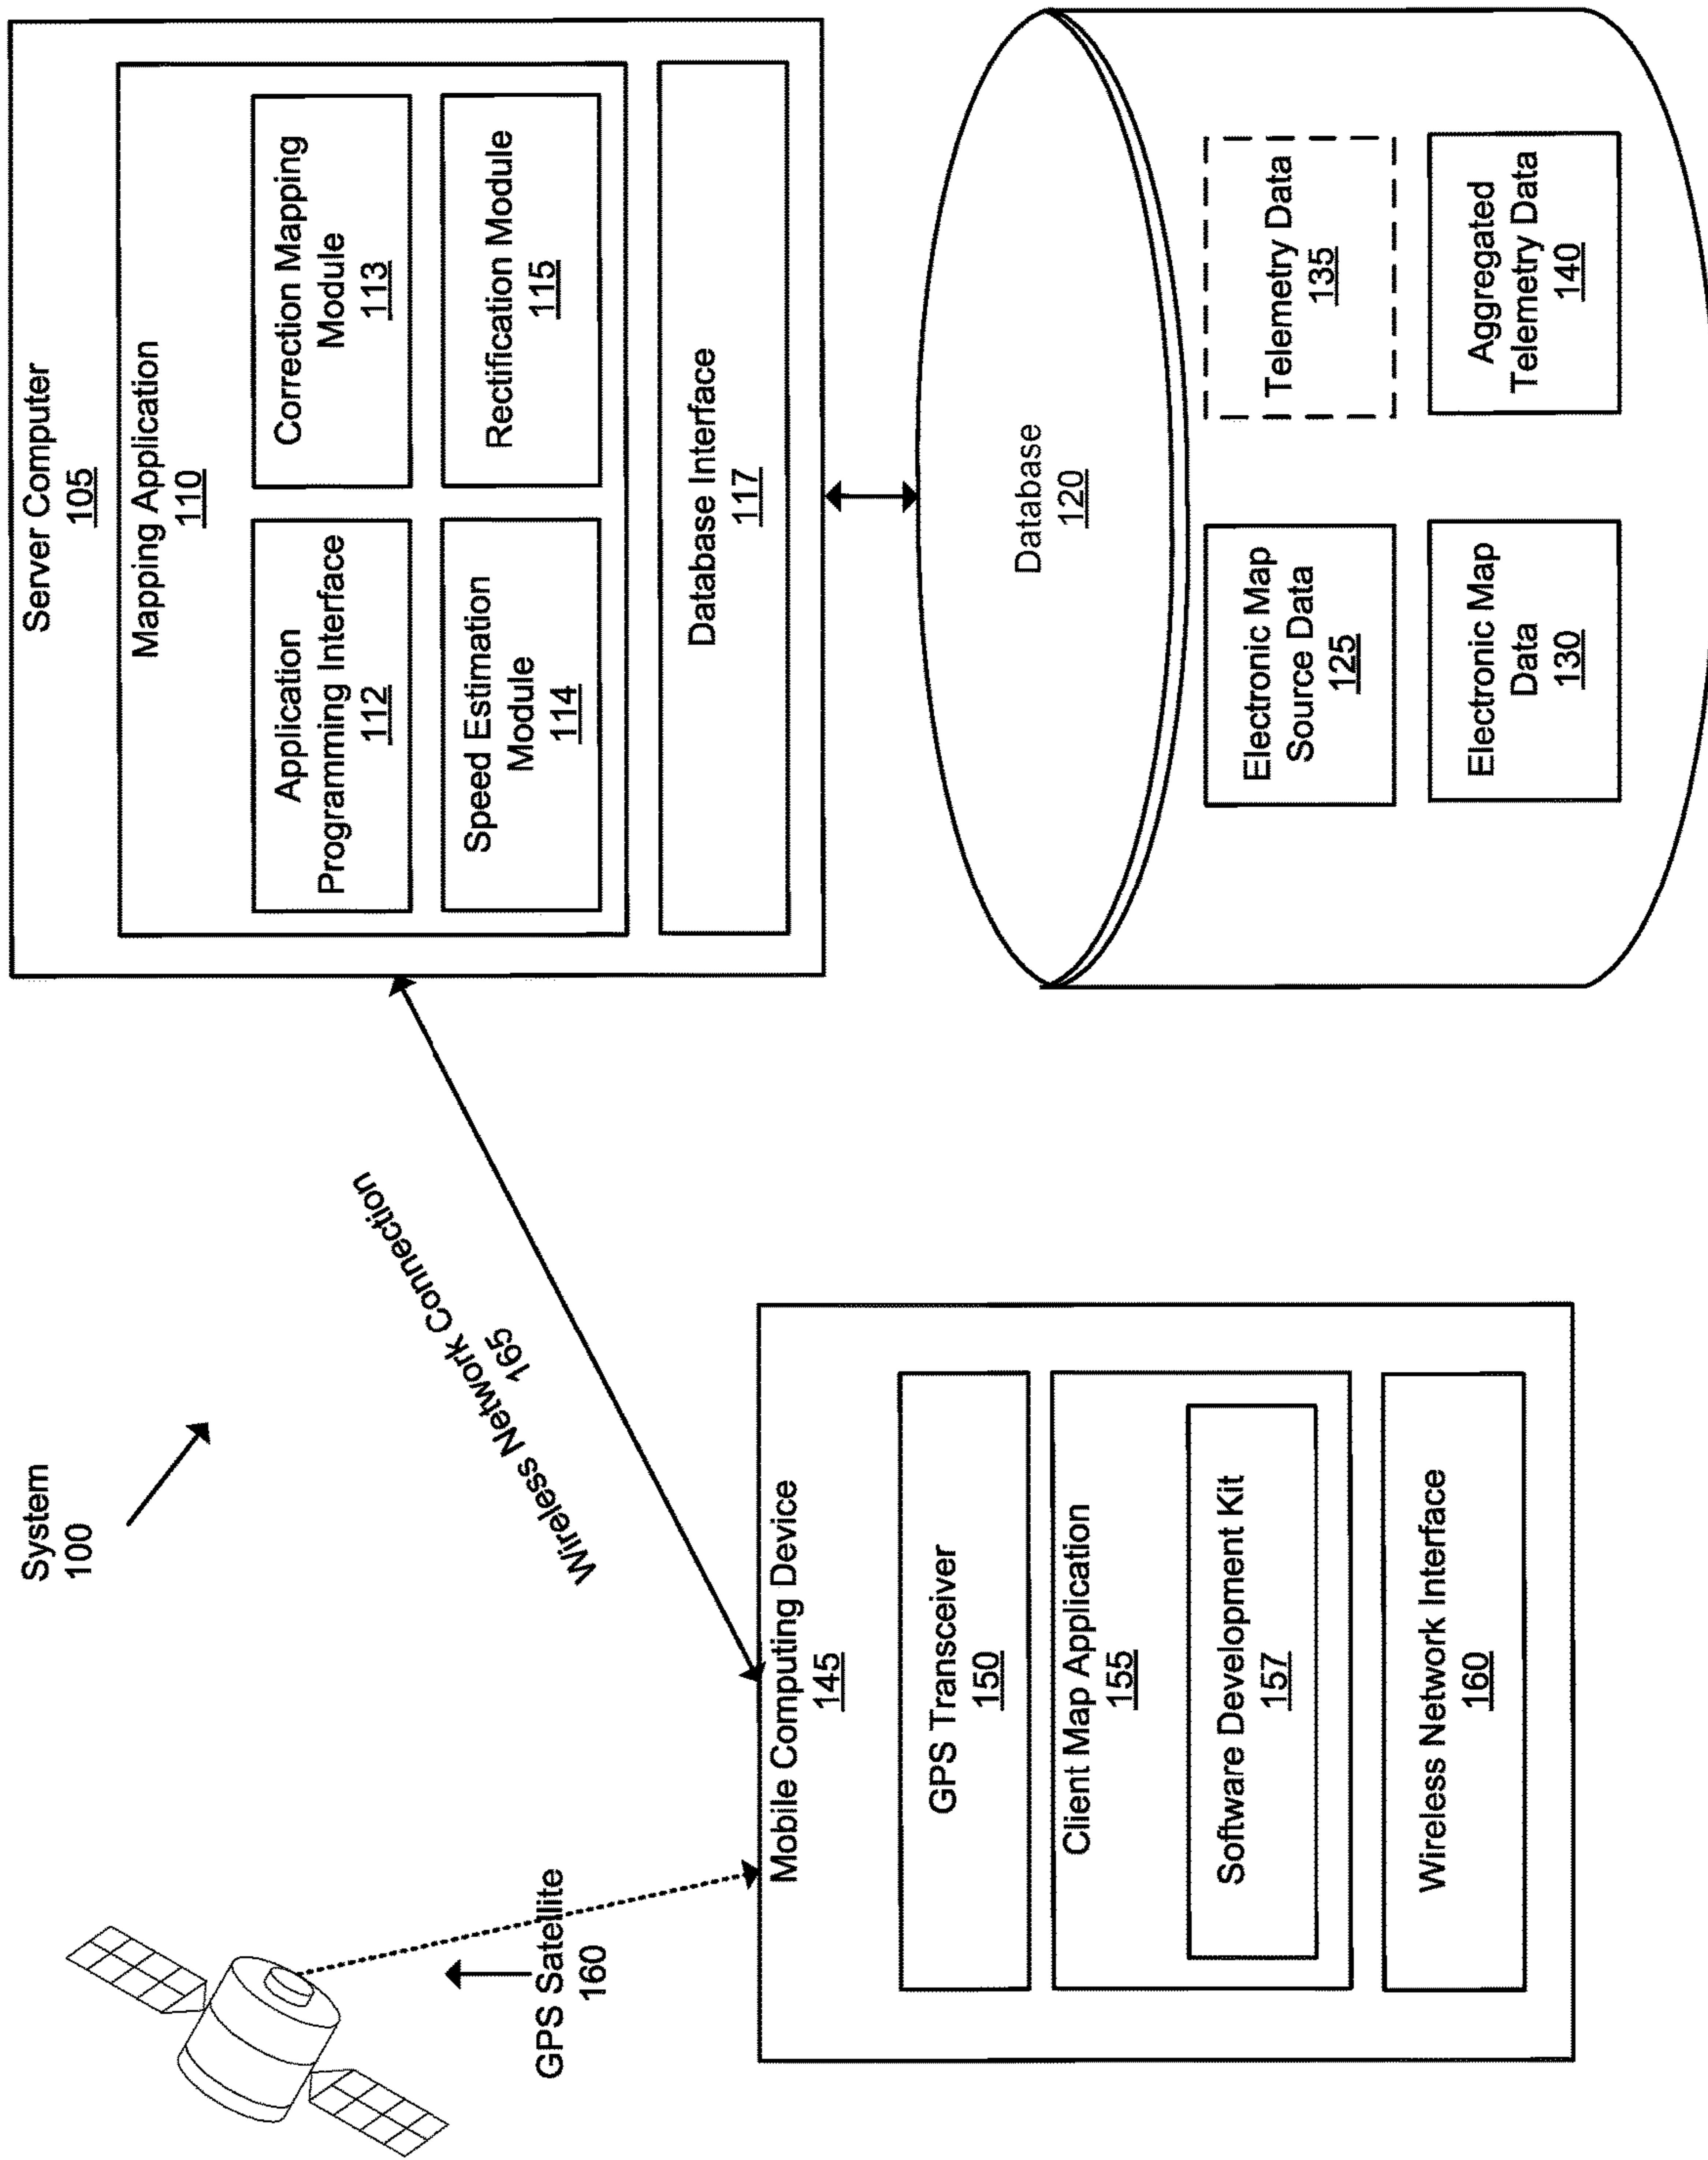 System
100
GPS Satellite
160
Wireless Network Connection
165
Mobile Computing Device
145
GPS Transceiver
150
Client Map Application
155
Software Development Kit
157
Wireless Network Interface
160
Server Computer
105
Mapping Application
110
Application
Programming Interface
112
Correction Mapping
Module
113
Speed Estimation
Module
114
Rectification Module
115
Database Interface
117
Database
120
Electronic Map
Source Data
125
Telemetry Data
135
Electronic Map
Data
130
Aggregated
Telemetry Data
140